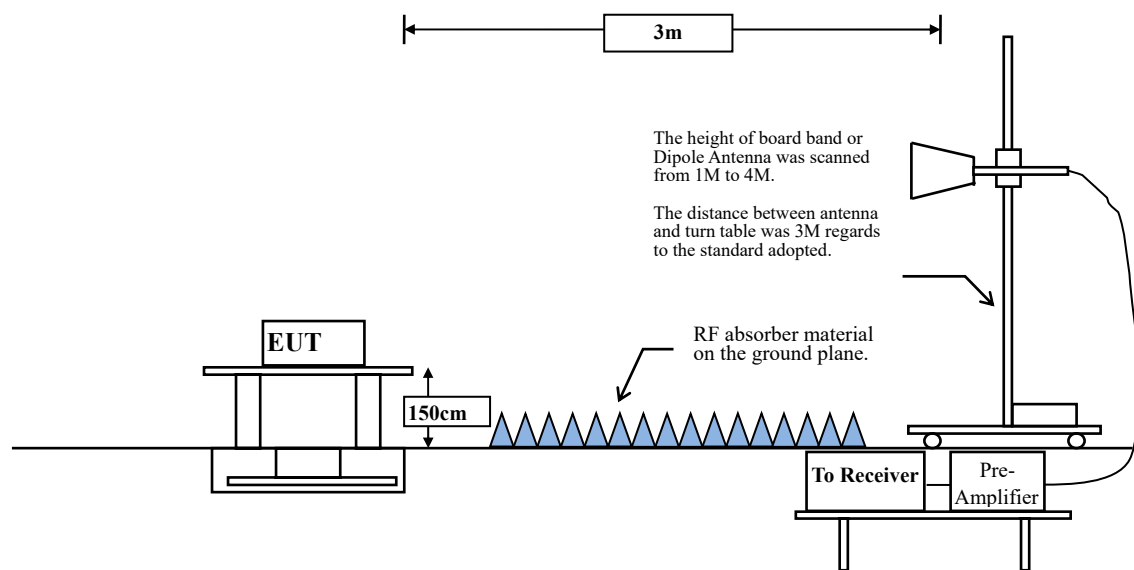 3m
The height of board band or
Dipole Antenna was scanned
from 1M to 4M.
The distance between antenna
and turn table was 3M regards
to the standard adopted.
EUT
RF absorber material
on the ground plane.
150cm
To Receiver
Pre-
Amplifier